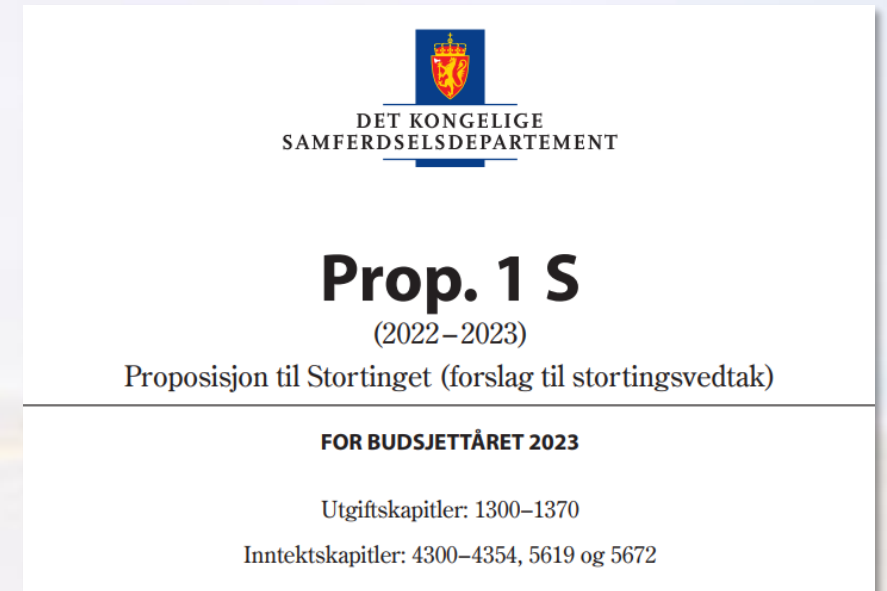 DET KONGELIGE
SAMFERDSELSDEPARTEMENT
Prop. 1 S
(2022–2023)
Proposisjon til Stortinget (forslag til stortingsvedtak)
FOR BUDSJETTÅRET 2023
Utgiftskapitler: 1300–1370
Inntektskapitler: 4300–4354, 5619 og 5672